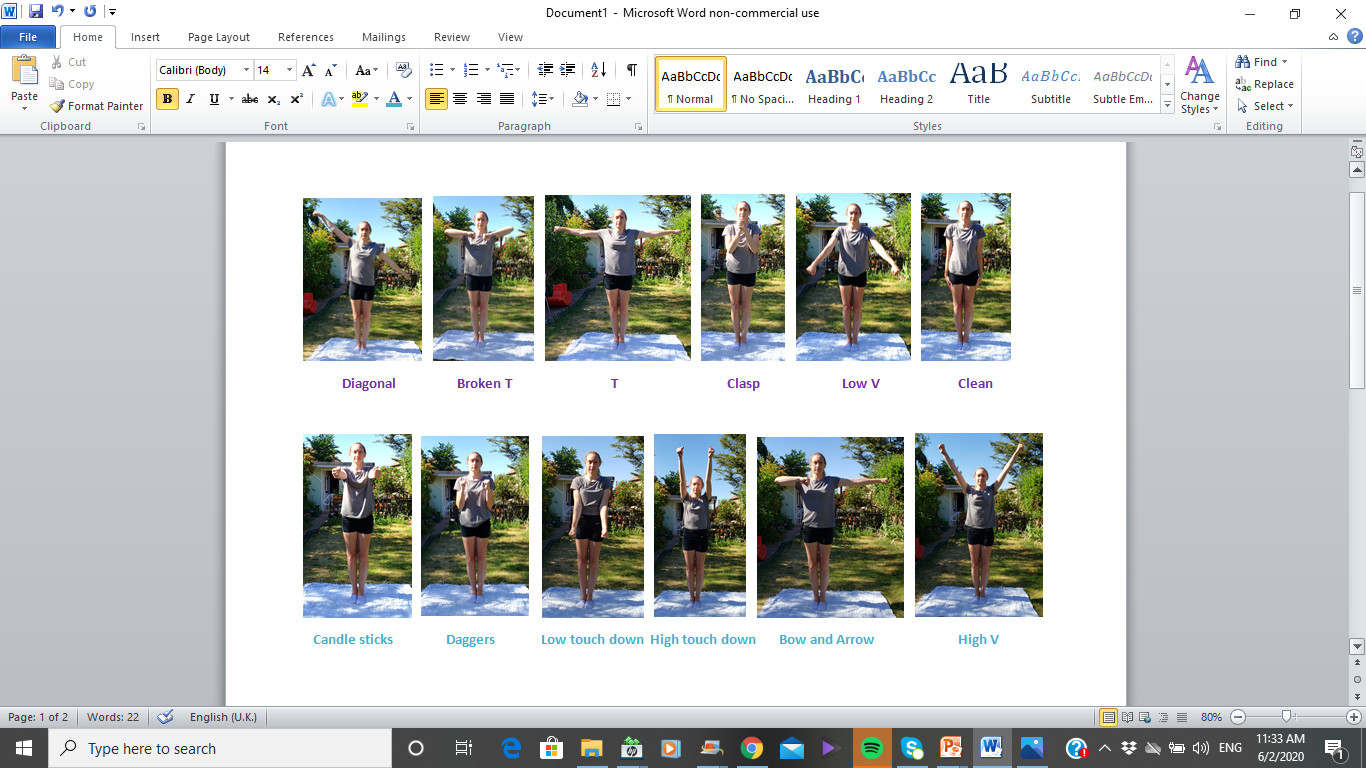 Document1 - Microsoft Word non-commercial use
File Home Insert Page Layout References Mailings Review View
Paste
Cut
Copy
Format Painter
Clipboard
Calibri (Body) 14
Font
Paragraph
AaBbCcDc AaBbCcDc AaBbCc AaBbCc AaB AaBbCc. AaBbCcDc
¶ Normal ¶ No Spaci... Heading 1 Heading 2 Title Subtitle Subtle Em...
Change
Styles
Styles
Find
Replace
Select
Editing
Diagonal Broken T T Clasp Low V Clean
Candle sticks Daggers Low touch down High touch down Bow and Arrow High V
Page: 1 of 2 Words: 22 English (U.K.) 80%
Type here to search
ENG
11:33 AM
6/2/2020
1